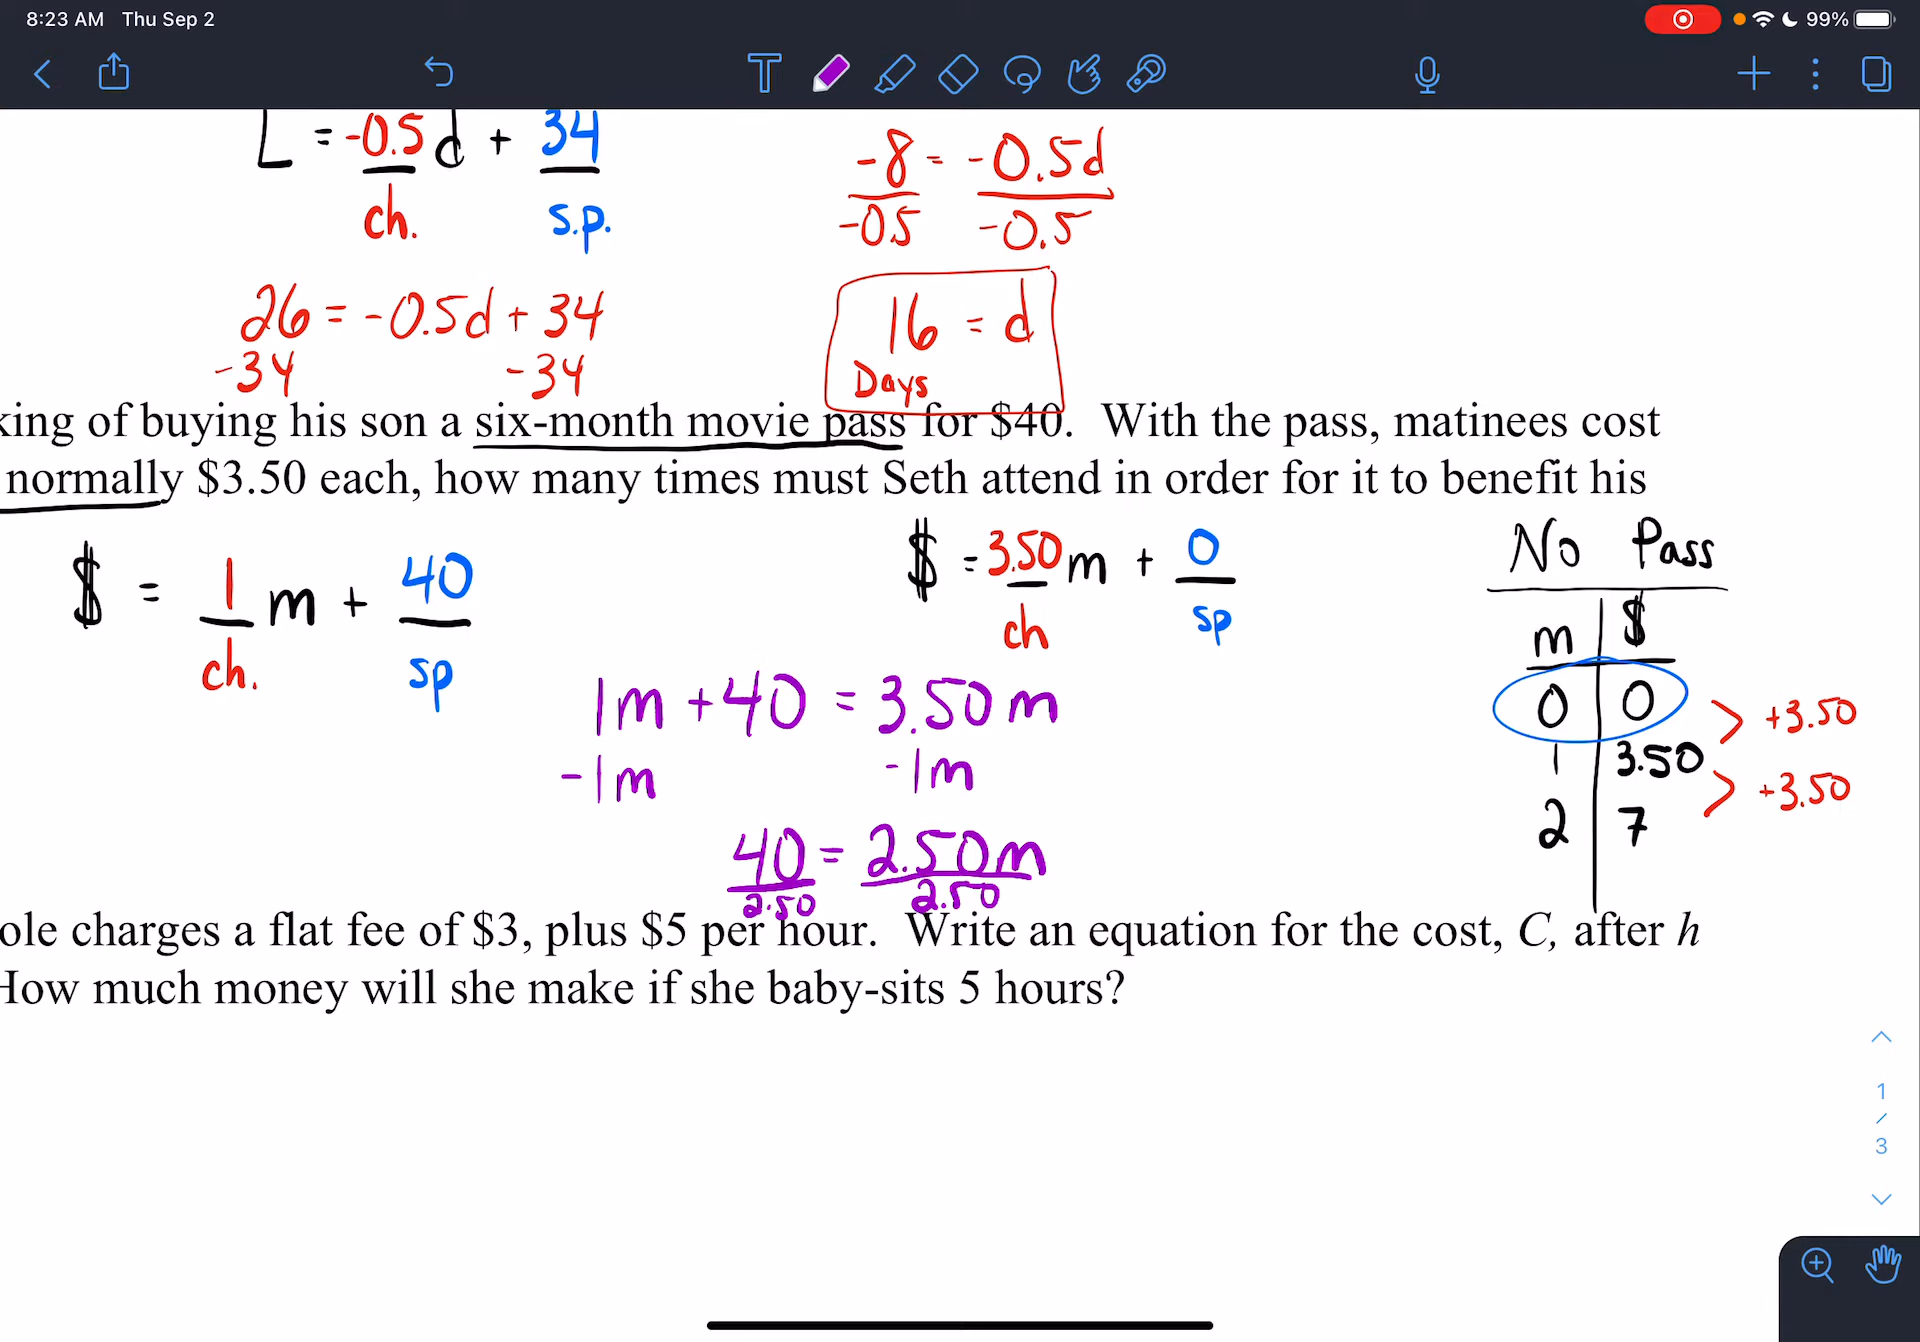 8:23 AM Thu Sep 2
99%
L = -0.5d + 34
ch. s.p.
-8 = -0.5d
-05 -0.5
26 = -0.5d + 34
-34 -34
16 = d
Days
king of buying his son a six-month movie pass for $40. With the pass, matinees cost
normally $3.50 each, how many times must Seth attend in order for it to benefit his
$ = 1 m + 40
ch. sp
$ = 3.50 m + 0
ch sp
No Pass
m $
0 0
1 3.50
2 7
> +3.50
> +3.50
1m + 40 = 3.50m
-1m -1m
40 = 2.50m
2.50 2.50
ole charges a flat fee of $3, plus $5 per hour. Write an equation for the cost, C, after h
How much money will she make if she baby-sits 5 hours?
1
/
3